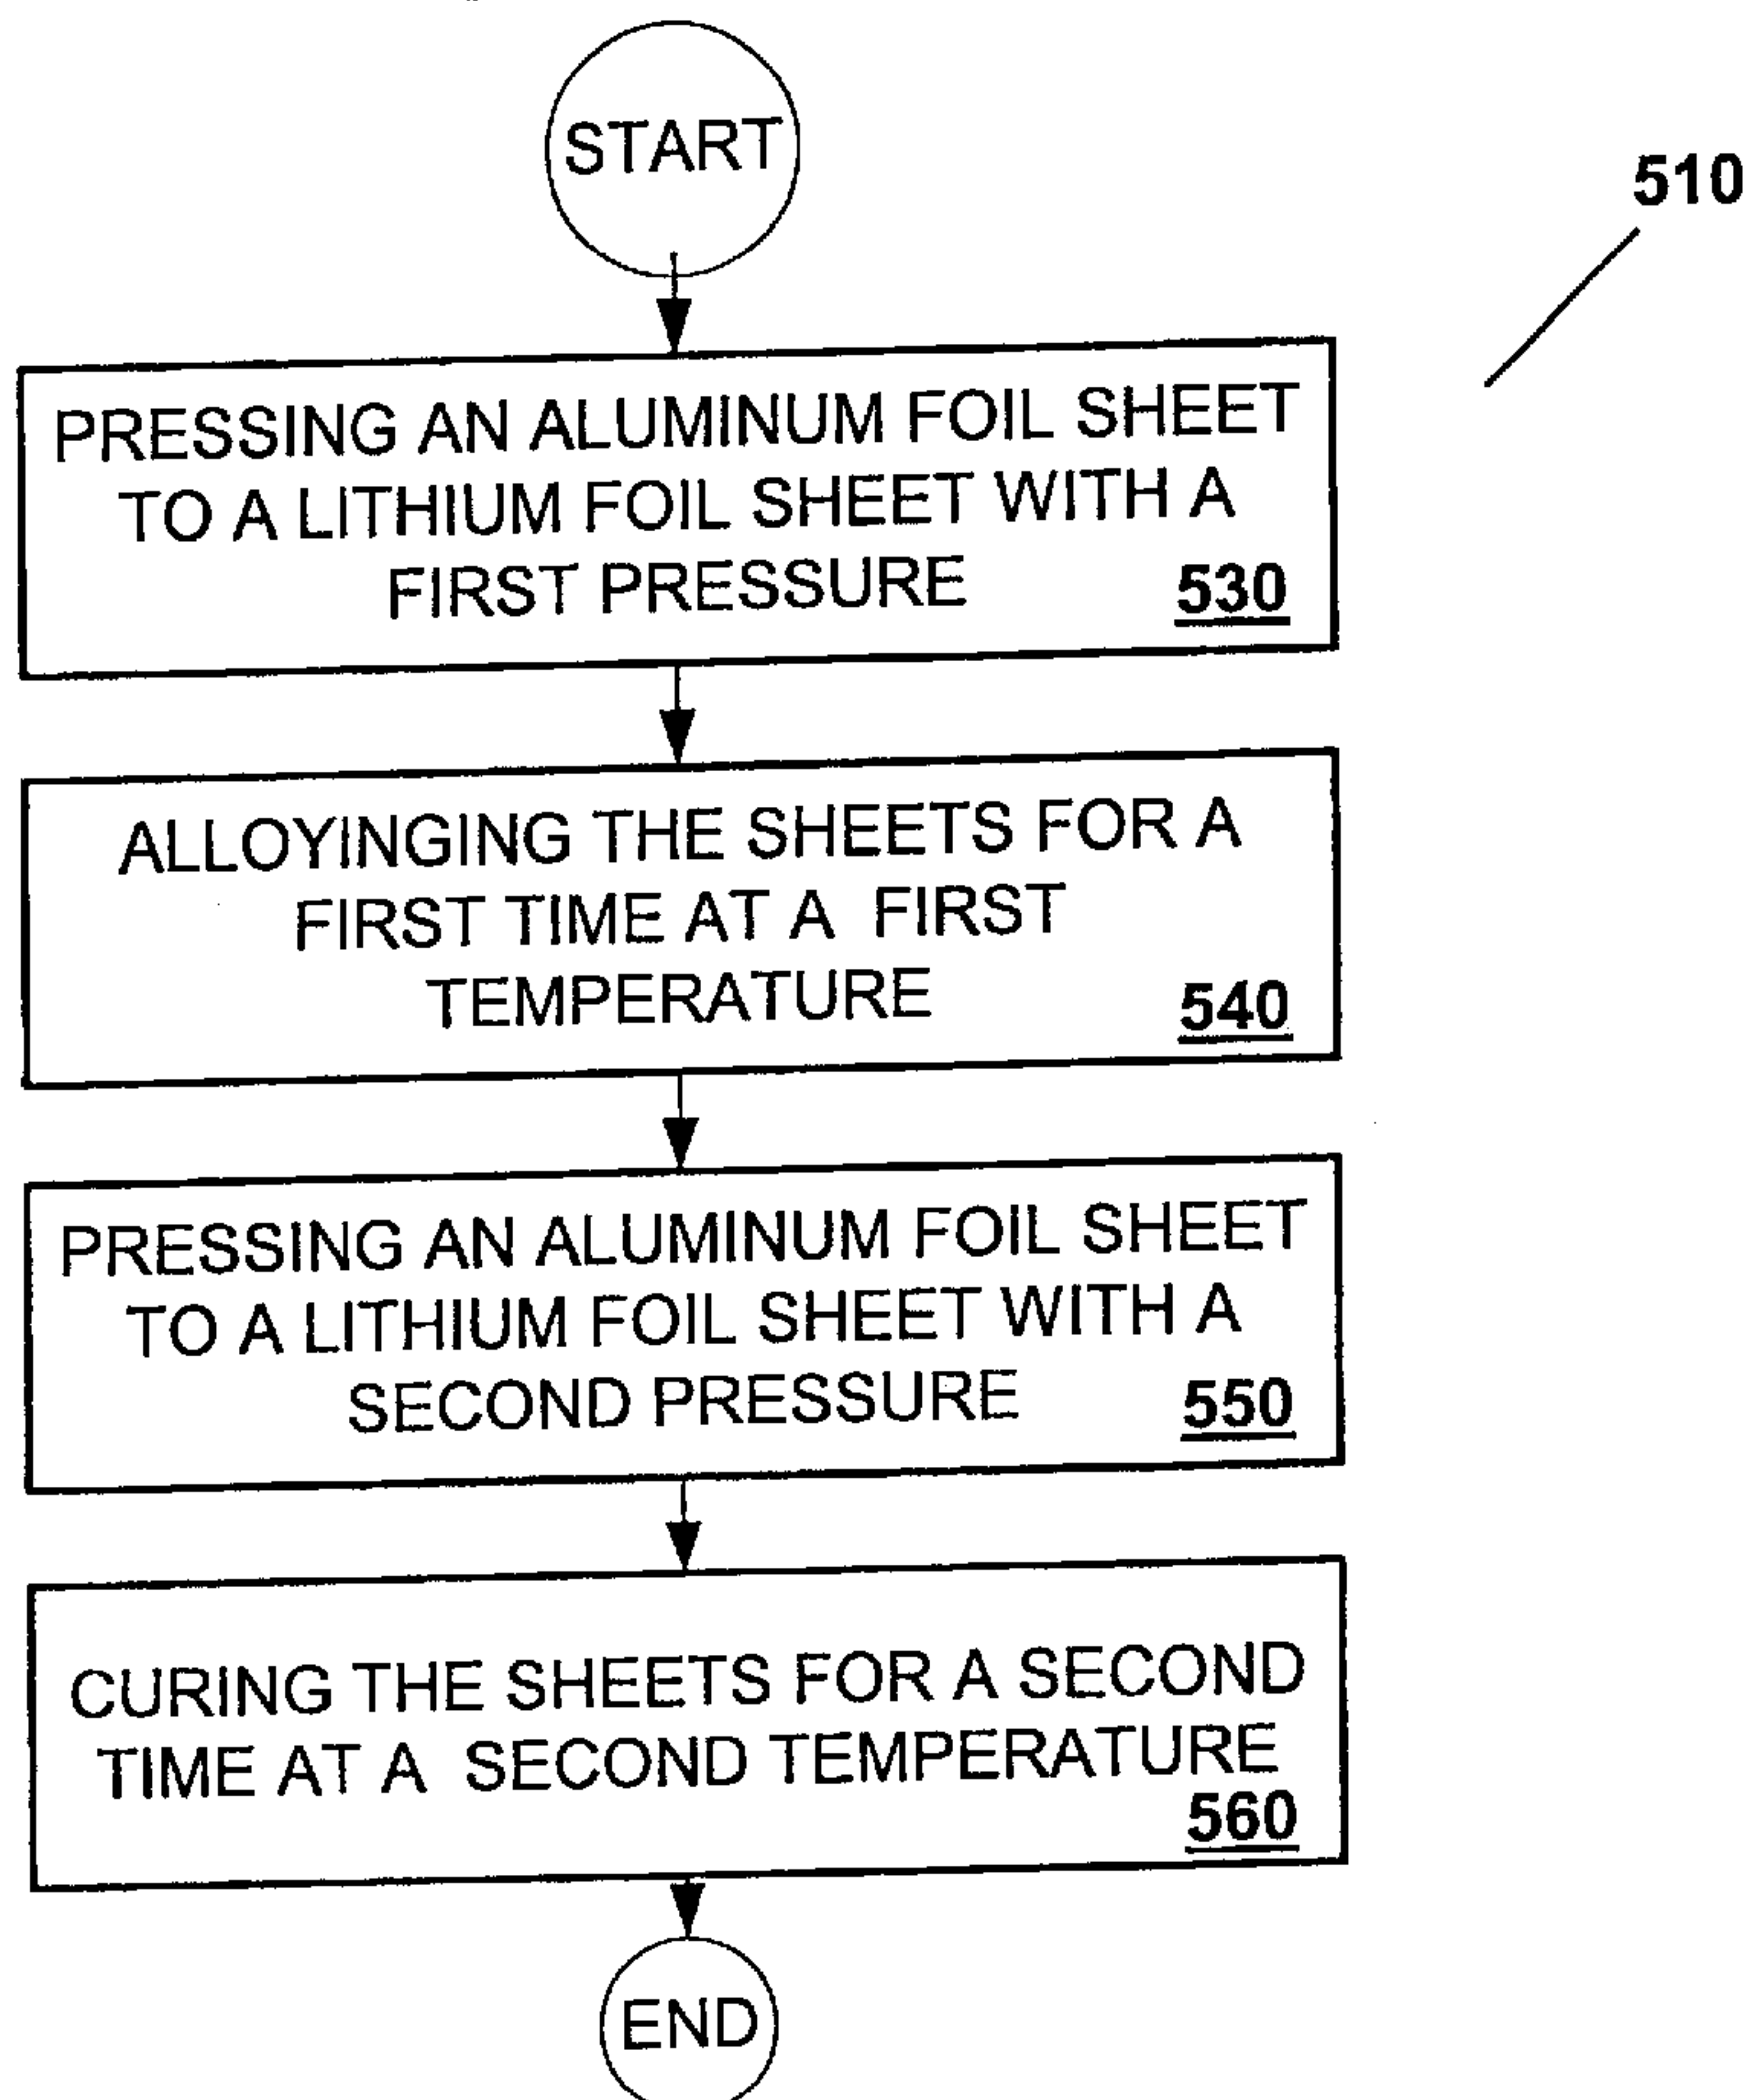 START
510
PRESSING AN ALUMINUM FOIL SHEET
TO A LITHIUM FOIL SHEET WITH A
FIRST PRESSURE 530
ALLOYINGING THE SHEETS FOR A
FIRST TIME AT A FIRST
TEMPERATURE 540
PRESSING AN ALUMINUM FOIL SHEET
TO A LITHIUM FOIL SHEET WITH A
SECOND PRESSURE 550
CURING THE SHEETS FOR A SECOND
TIME AT A SECOND TEMPERATURE
560
END